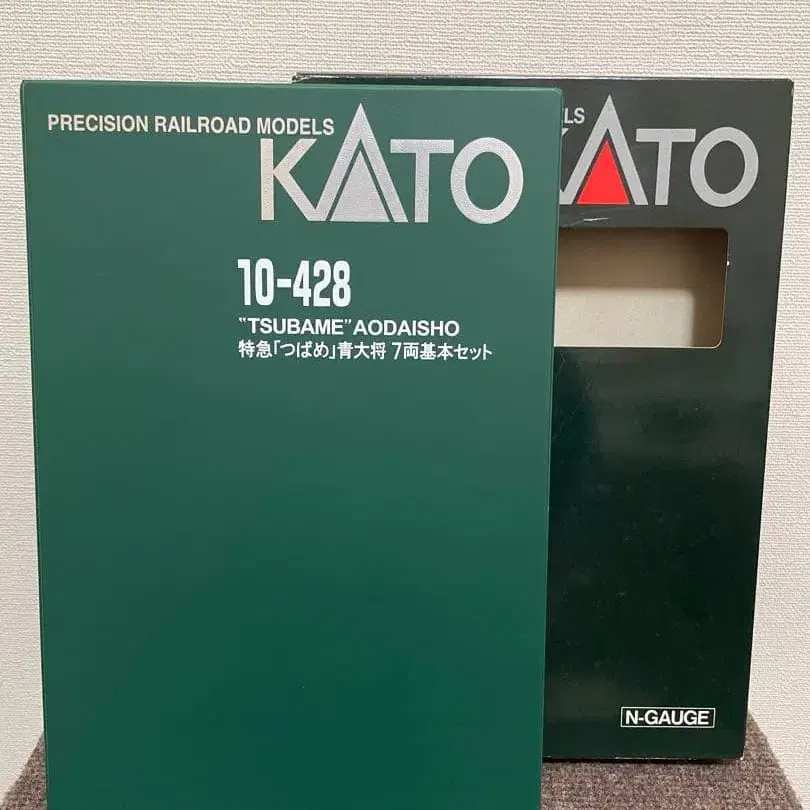 PRECISION RAILROAD MODELS
KATO
10-428
"TSUBAME" AODAISHO
特急「つばめ」青大将 7両基本セット
LS
KATO
N-GAUGE